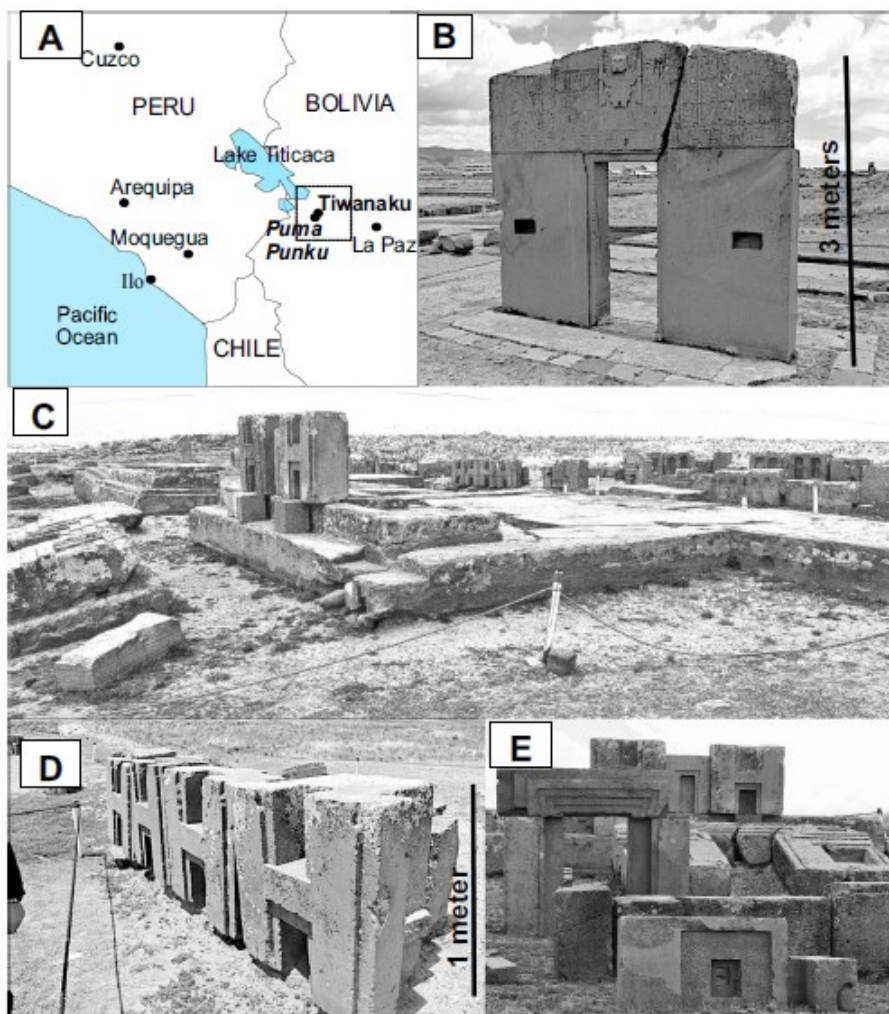 A
Cuzco
PERU
BOLIVIA
Lake Titicaca
Arequipa
Tiwanaku
Puma
Punku
La Paz
Moquegua
Ilo
Pacific
Ocean
CHILE
B
3 meters
C
D
1 meter
E